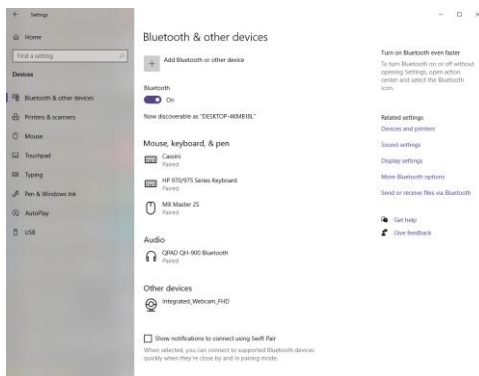 Settings
Home
Find a setting
Devices
Bluetooth & other devices
Printers & scanners
Mouse
Touchpad
Typing
Pen & Windows Ink
AutoPlay
USB
Bluetooth & other devices
Add Bluetooth or other device
Bluetooth
On
Now discoverable as "DESKTOP-4KMB18L"
Mouse, keyboard, & pen
Cassini
Paired
HP 970/975 Series Keyboard
Paired
MX Master 2S
Paired
Audio
QPAD QH-900 Bluetooth
Paired
Other devices
Integrated_Webcam_FHD
Show notifications to connect using Swift Pair
When selected, you can connect to supported Bluetooth devices
quickly when they're close by and in pairing mode.
Turn on Bluetooth even faster
To turn Bluetooth on or off without
opening Settings, open action
center and select the Bluetooth
icon.
Related settings
Devices and printers
Sound settings
Display settings
More Bluetooth options
Send or receive files via Bluetooth
Get help
Give feedback